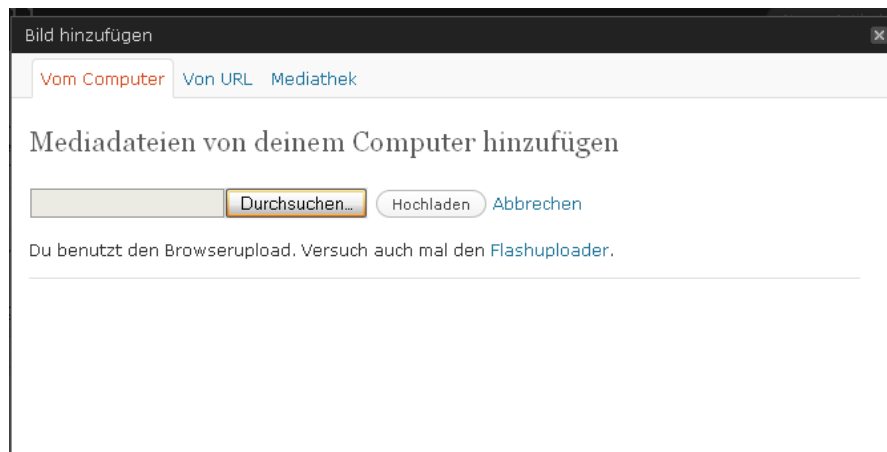 Bild hinzufügen
Vom Computer Von URL Mediathek
Mediadateien von deinem Computer hinzufügen
Durchsuchen... Hochladen Abbrechen
Du benutzt den Browserupload. Versuch auch mal den Flashuploader.